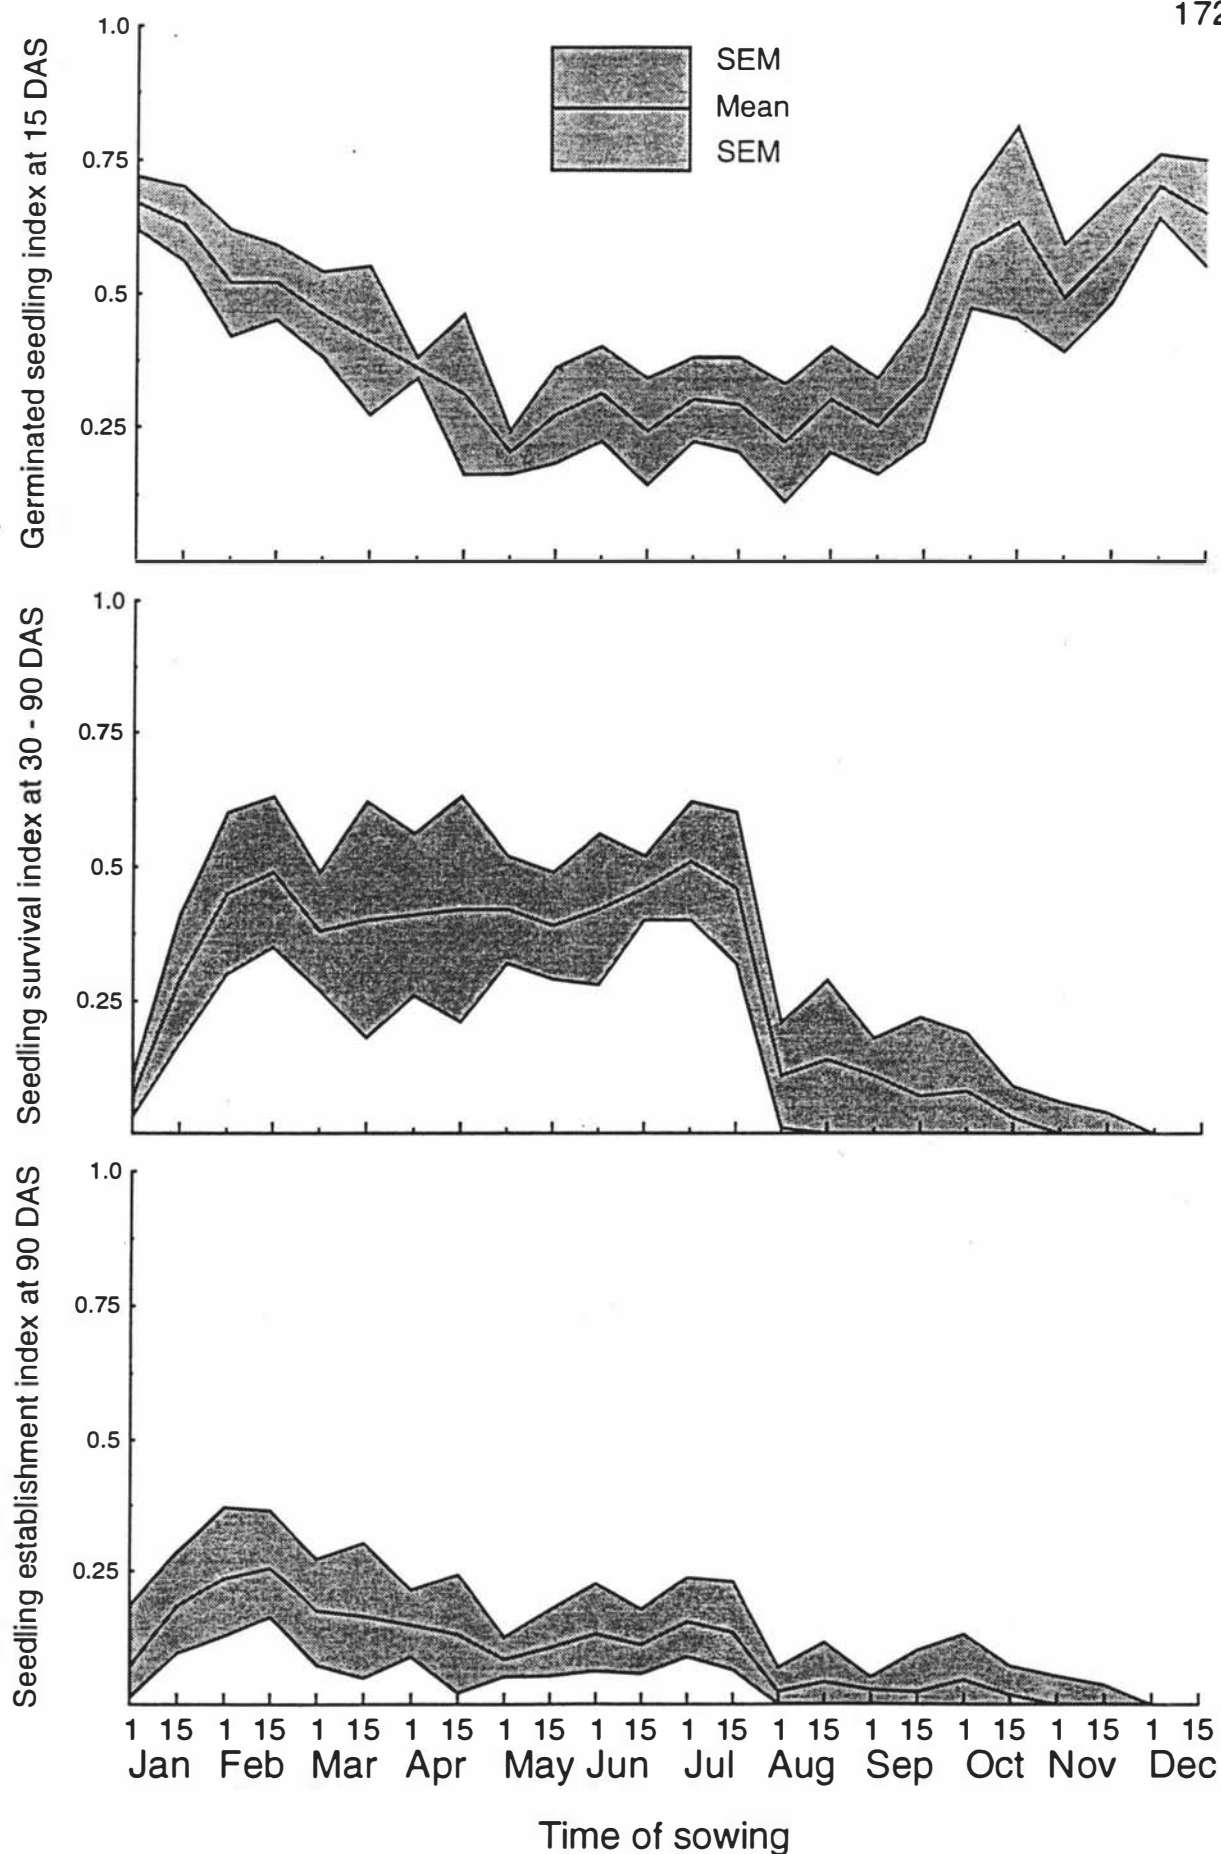 172
Germinated seedling index at 15 DAS
1.0
0.75
0.5
0.25
SEM
Mean
SEM
Seedling survival index at 30 - 90 DAS
1.0
0.75
0.5
0.25
Seedling establishment index at 90 DAS
1.0
0.75
0.5
0.25
1 15 1 15 1 15 1 15 1 15 1 15 1 15 1 15 1 15 1 15 1 15 1 15
Jan Feb Mar Apr May Jun Jul Aug Sep Oct Nov Dec
Time of sowing